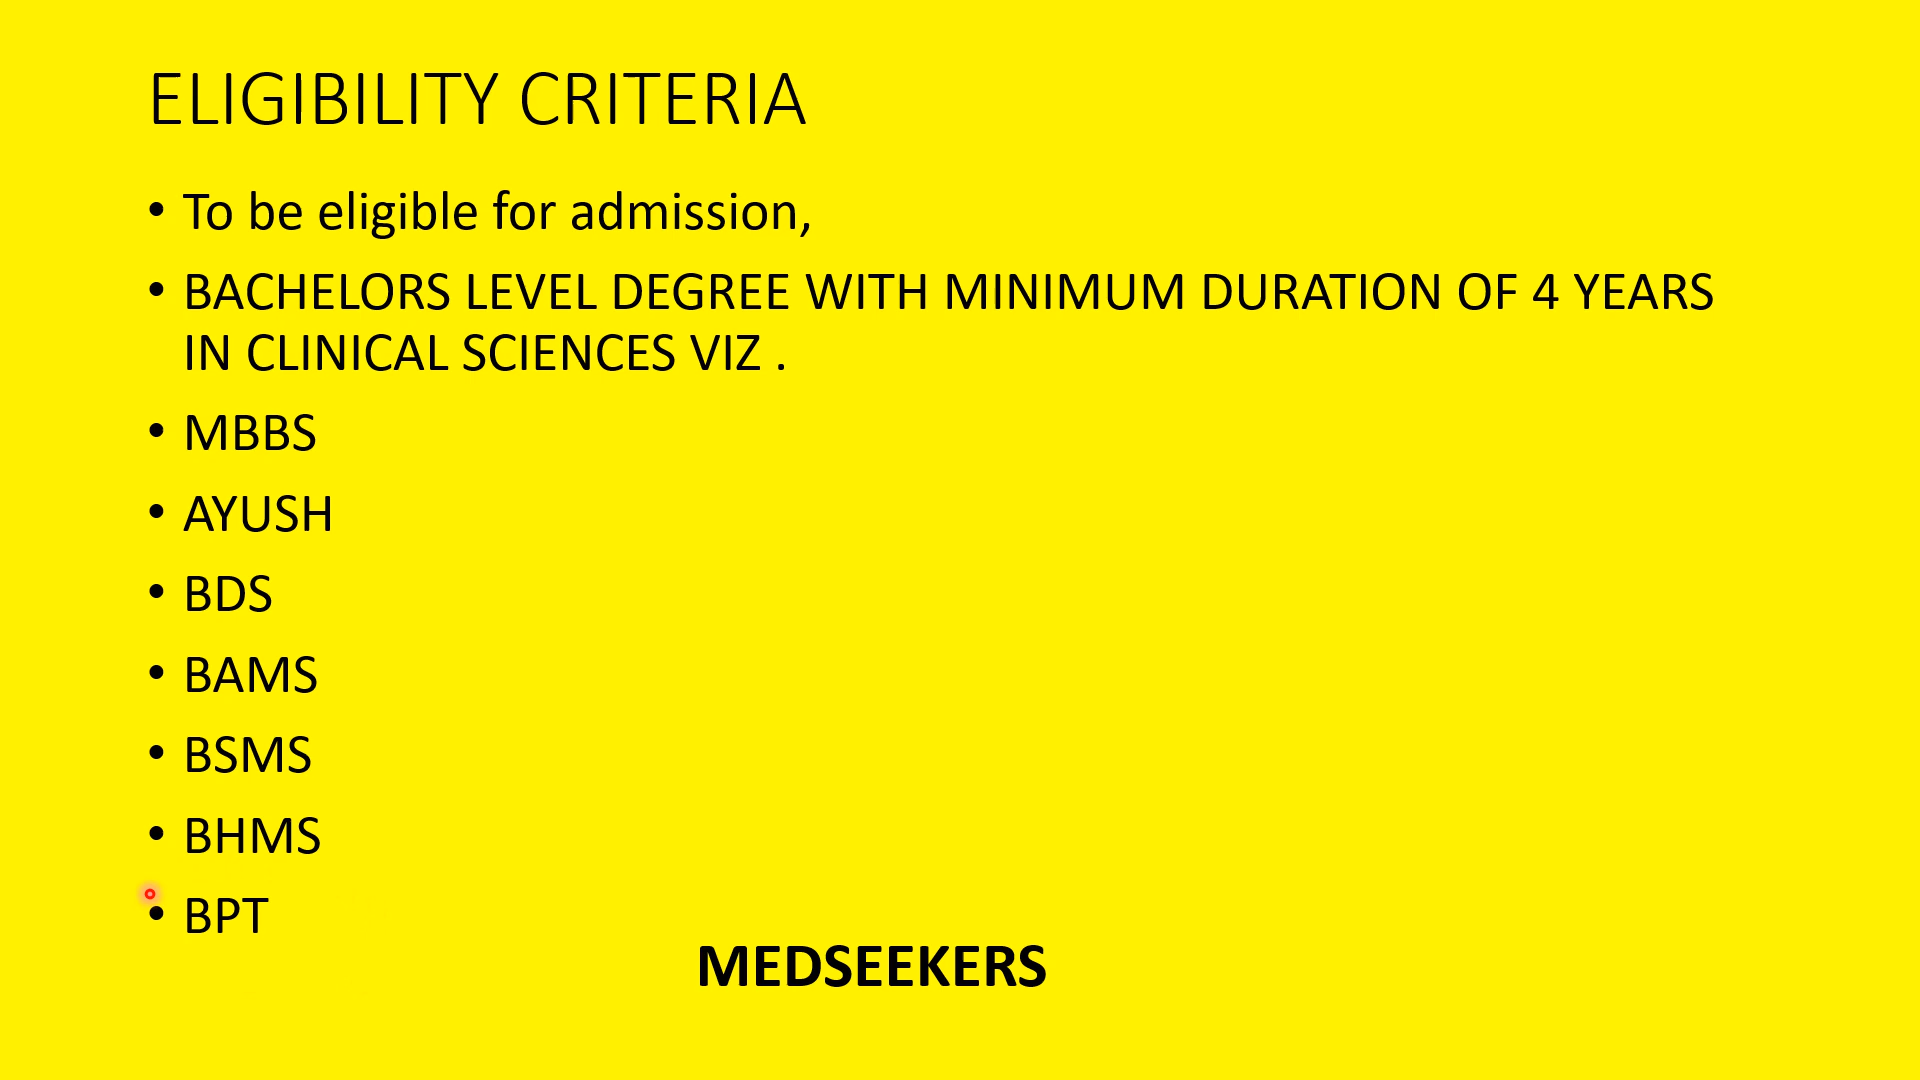 ELIGIBILITY CRITERIA
• To be eligible for admission,
• BACHELORS LEVEL DEGREE WITH MINIMUM DURATION OF 4 YEARS
IN CLINICAL SCIENCES VIZ .
• MBBS
• AYUSH
• BDS
• BAMS
• BSMS
• BHMS
• BPT
MEDSEEKERS